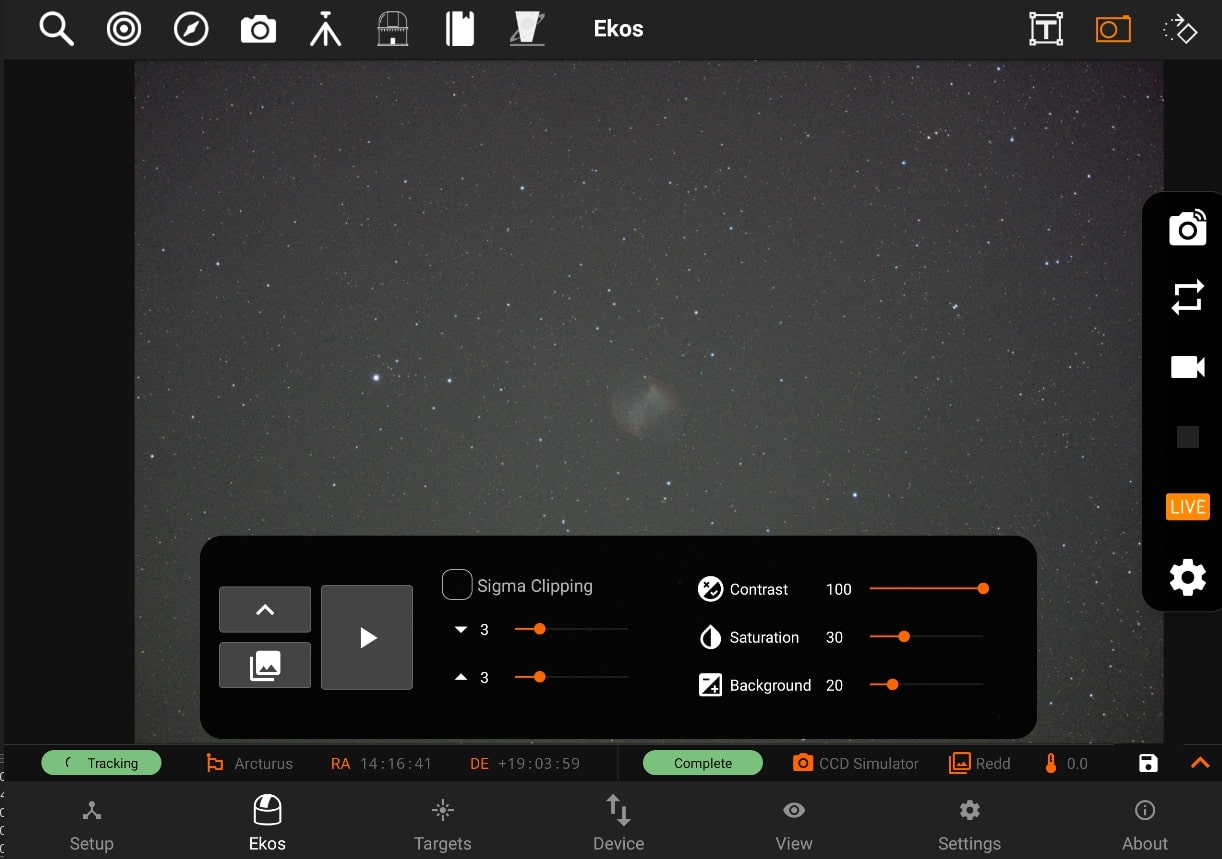 Ekos
T
LIVE
Sigma Clipping
3
3
Contrast 100
Saturation 30
Background 20
Tracking Arcturus RA 14:16:41 DE +19:03:59 Complete CCD Simulator Redd 0.0
Setup Ekos Targets Device View Settings About